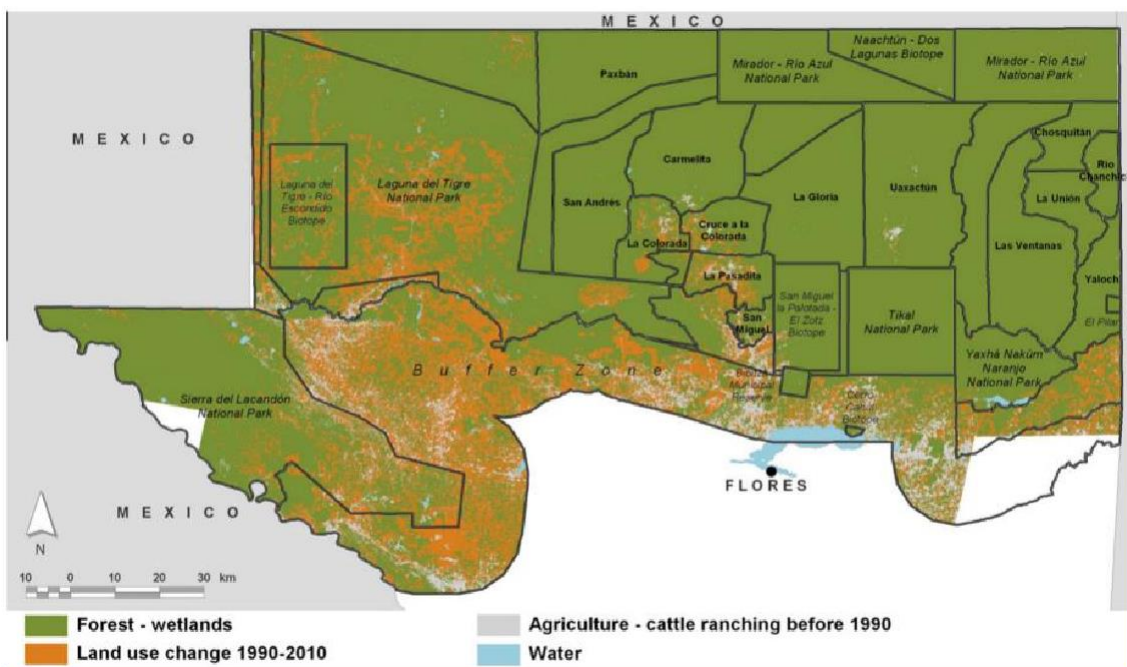 MEXICO
Naachtún - Dos
Lagunas Biotope
Paxbán
Mirador - Río Azul
National Park
Mirador - Río Azul
National Park
MEXICO
Chosquitán
Carmelita
Río
Chanchic
Laguna del
Tigre - Río
Escondido
Biotope
Laguna del Tigre
National Park
San Andrés
La Gloria
Uaxactún
La Unión
Cruce a la
Colorada
La Colorada
Las Ventanas
La Pasadita
Yaloch
San Miguel
la Palotada -
El Zotz
Biotope
San
Miguel
Tikal
National Park
El Pilar
Buffer Zone
Yaxhá Nakúm
Naranjo
National Park
Municipal
Reserve
Sierra del Lacandón
National Park
Cerro
Cahuí
Biotope
FLORES
MEXICO
N
10 0 10 20 30 km
Forest - wetlands
Agriculture - cattle ranching before 1990
Land use change 1990-2010
Water